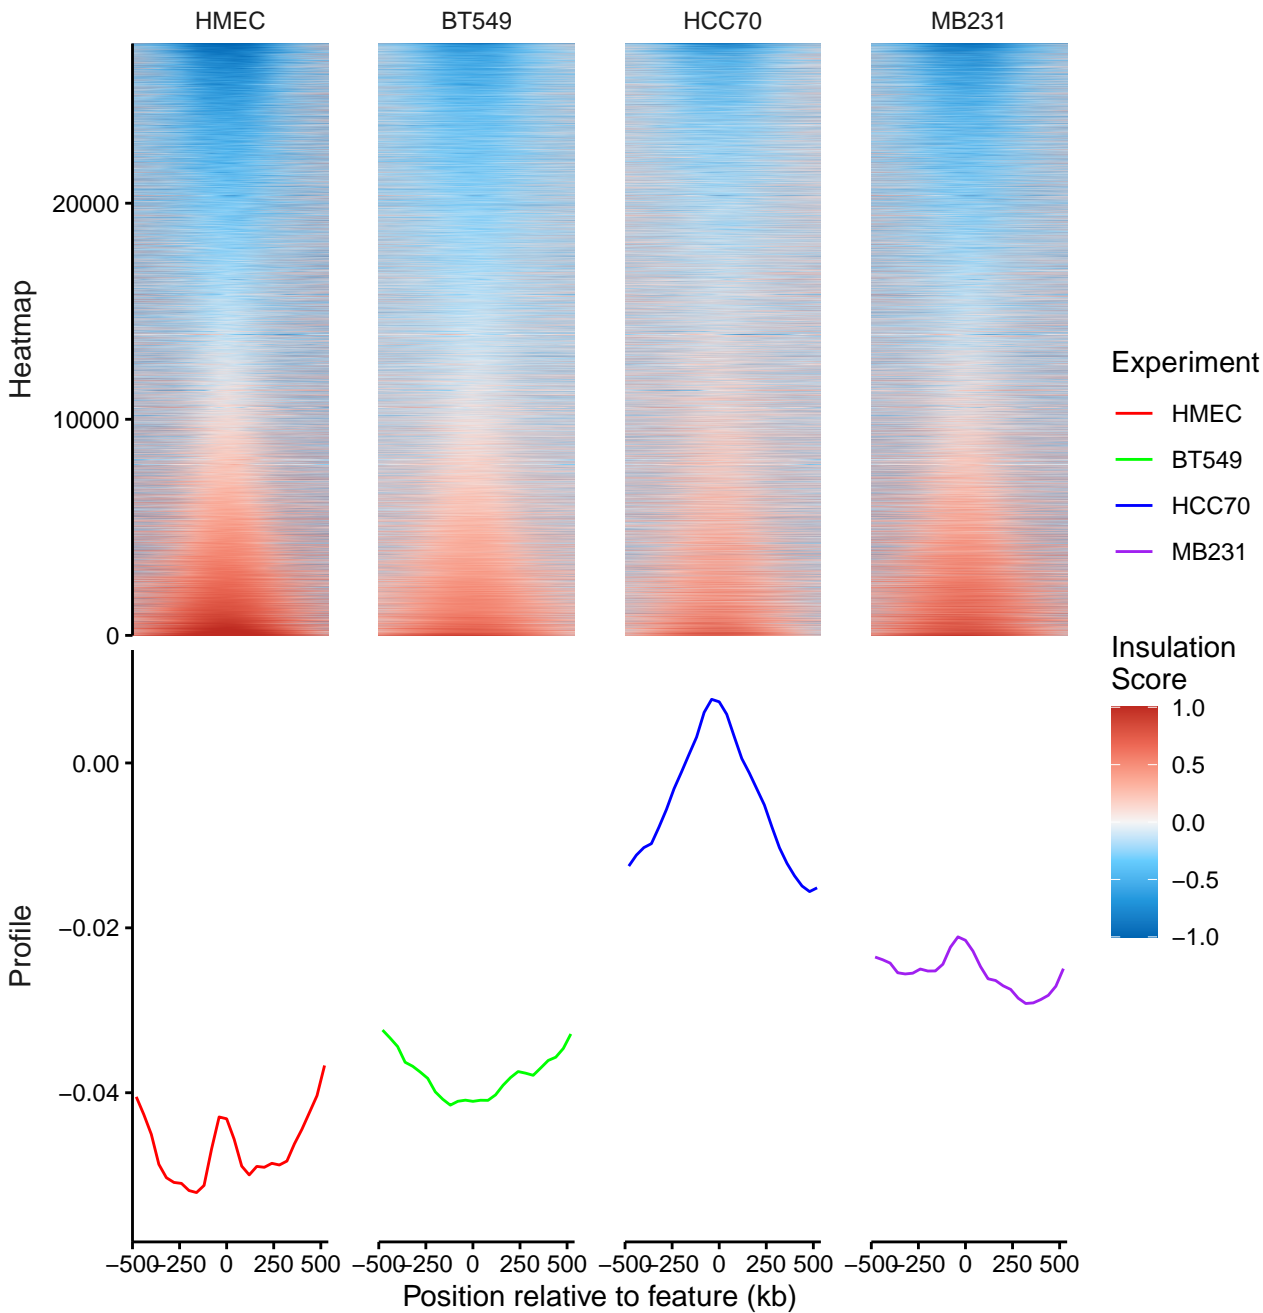 HMEC BT549 HCC70 MB231
Heatmap
20000
10000
0
Experiment
HMEC
BT549
HCC70
MB231
Insulation
Score
1.0
0.5
0.0
−0.5
−1.0
Profile
0.00
−0.02
−0.04
−500 −250 0 250 500 −500 −250 0 250 500 −500 −250 0 250 500 −500 −250 0 250 500
Position relative to feature (kb)